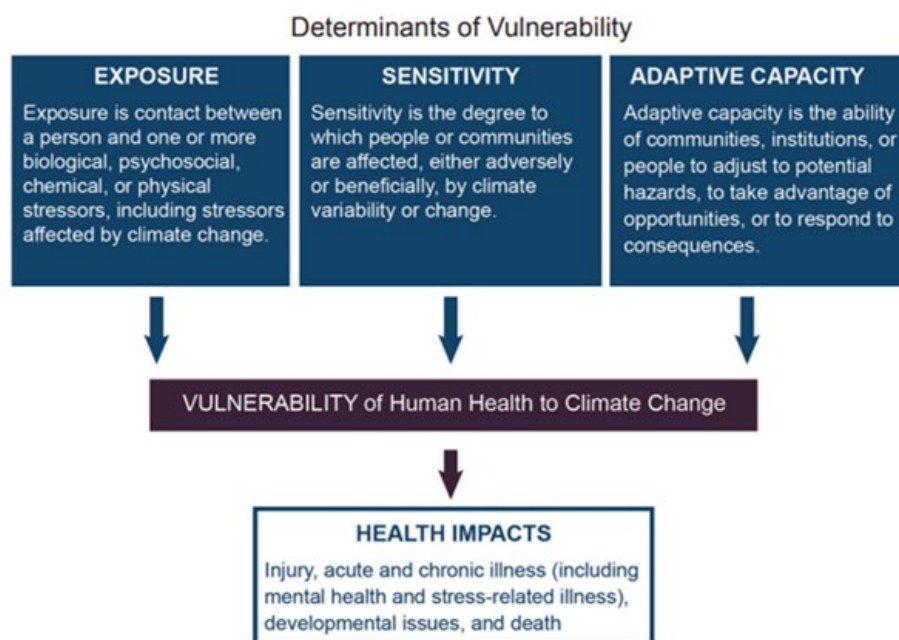 Determinants of Vulnerability
EXPOSURE
Exposure is contact between
a person and one or more
biological, psychosocial,
chemical, or physical
stressors, including stressors
affected by climate change.
SENSITIVITY
Sensitivity is the degree to
which people or communities
are affected, either adversely
or beneficially, by climate
variability or change.
ADAPTIVE CAPACITY
Adaptive capacity is the ability
of communities, institutions, or
people to adjust to potential
hazards, to take advantage of
opportunities, or to respond to
consequences.
VULNERABILITY of Human Health to Climate Change
HEALTH IMPACTS
Injury, acute and chronic illness (including
mental health and stress-related illness),
developmental issues, and death